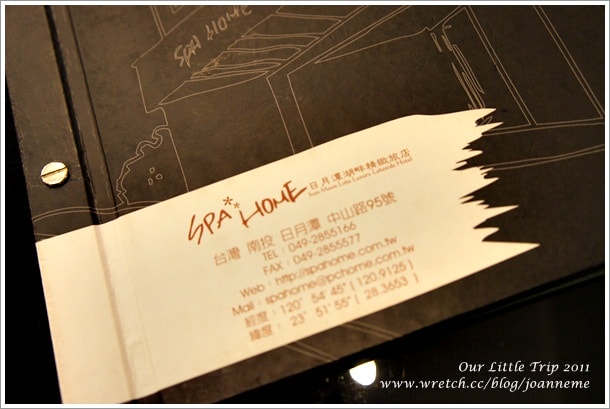 SPA HOME
SPA HOME 日月潭湖畔精緻旅店
Sun-Moon Lake Luxury Lakeside Hotel
台灣 南投 日月潭 中山路95號
TEL：049-2855166
FAX：049-2855577
Web：http://spahome.com.tw
Mail：spahome@pchome.com.tw
經度： 120° 54' 45" ( 120.9125 )
緯度： 23° 51' 55" ( 28.3653 )
Our Little Trip 2011
www.wretch.cc/blog/joanneme